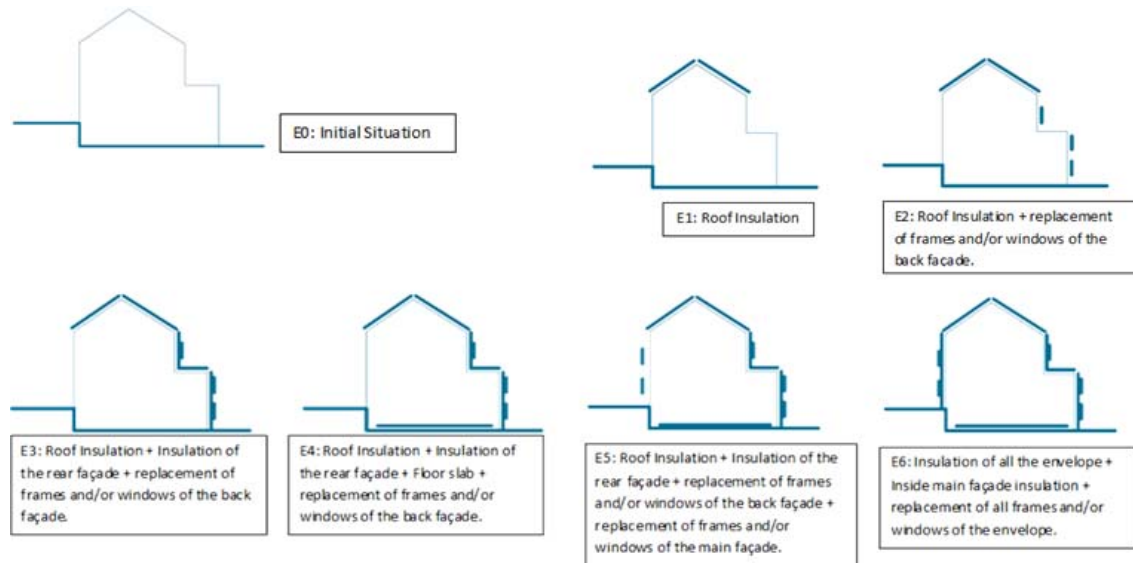 E0: Initial Situation
E1: Roof Insulation
E2: Roof Insulation + replacement
of frames and/or windows of the
back façade.
E3: Roof Insulation + Insulation of
the rear façade + replacement of
frames and/or windows of the back
façade.
E4: Roof Insulation + Insulation of
the rear façade + Floor slab +
replacement of frames and/or
windows of the back façade.
E5: Roof Insulation + Insulation of the
rear façade + replacement of frames
and/or windows of the back façade +
replacement of frames and/or
windows of the main façade.
E6: Insulation of all the envelope +
Inside main façade insulation +
replacement of all frames and/or
windows of the envelope.